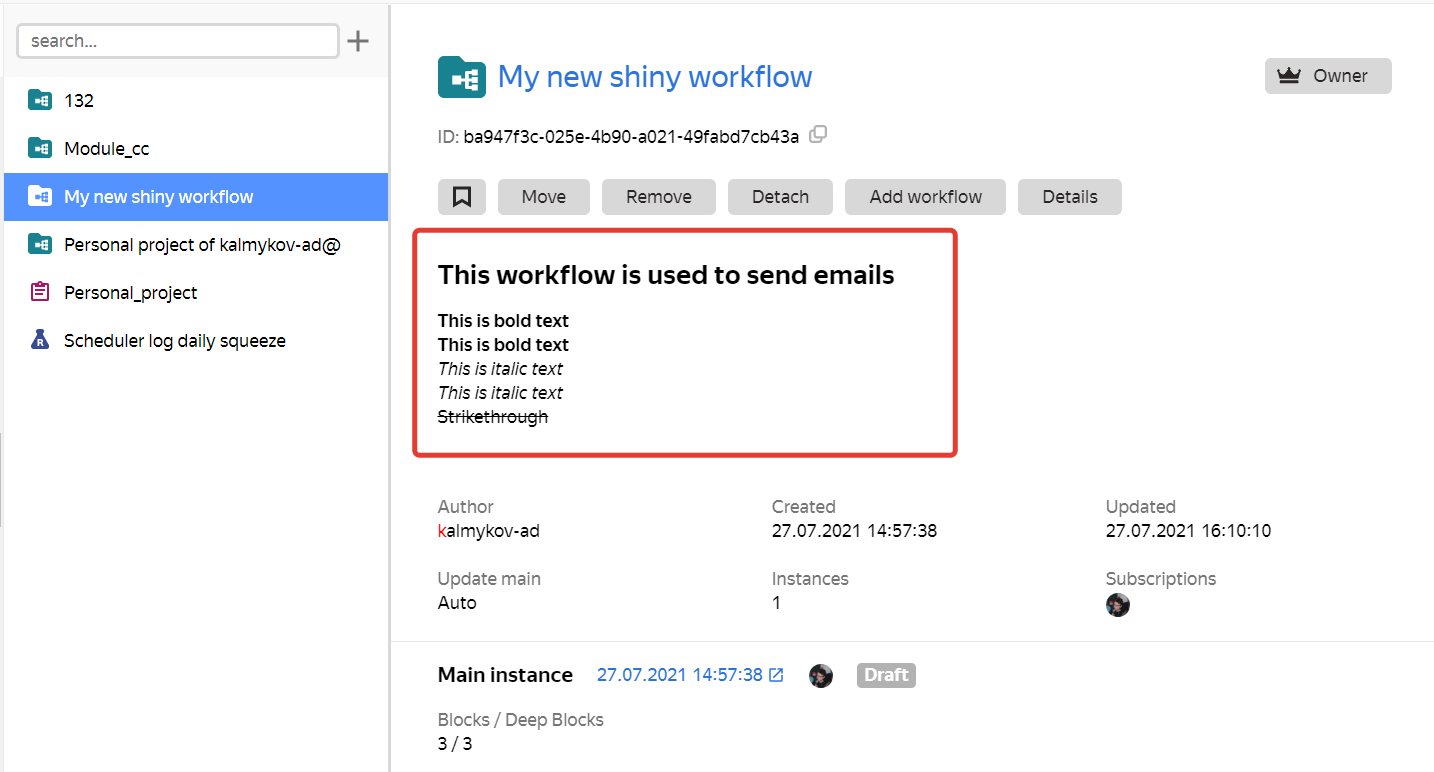 search...
132
Module_cc
My new shiny workflow
Personal project of kalmykov-ad@
Personal_project
Scheduler log daily squeeze
My new shiny workflow
Owner
ID: ba947f3c-025e-4b90-a021-49fabd7cb43a
Move Remove Detach Add workflow Details
This workflow is used to send emails
This is bold text
This is bold text
This is italic text
This is italic text
Strikethrough
Author Created Updated
kalmykov-ad 27.07.2021 14:57:38 27.07.2021 16:10:10
Update main Instances Subscriptions
Auto 1
Main instance 27.07.2021 14:57:38 Draft
Blocks / Deep Blocks
3 / 3